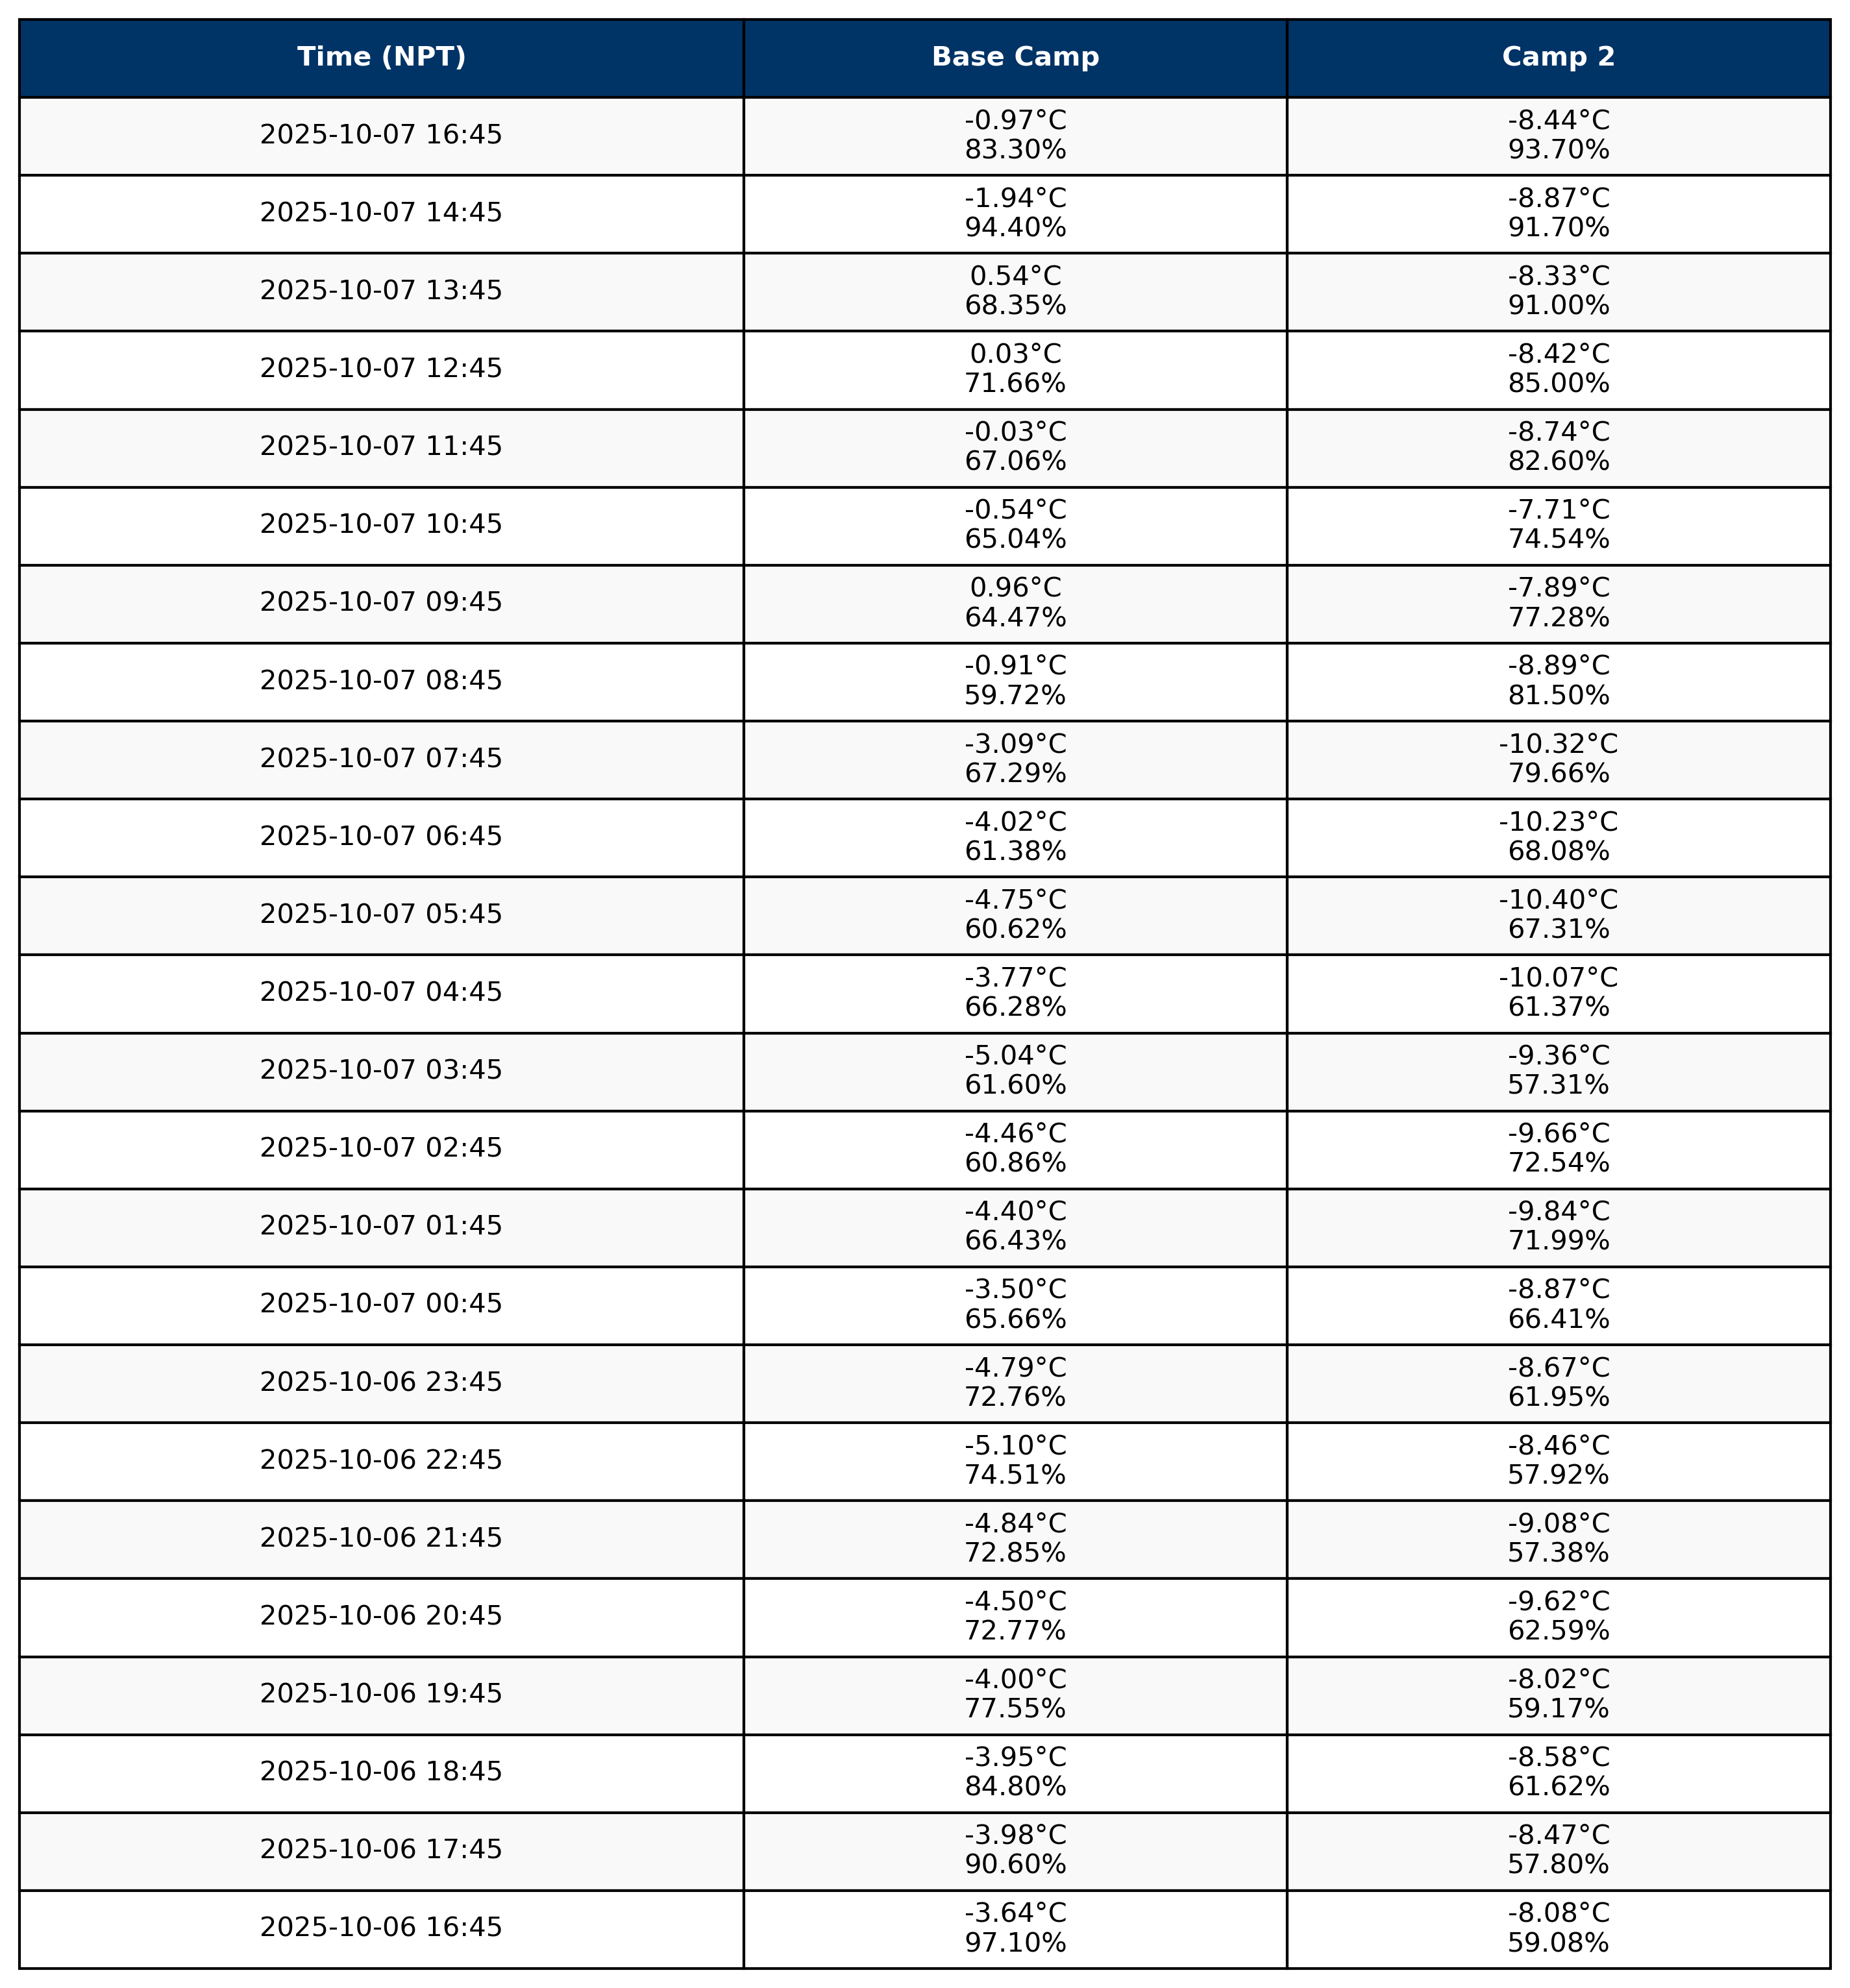 Time (NPT) Base Camp Camp 2
2025-10-07 16:45 -0.97°C -8.44°C
83.30% 93.70%
2025-10-07 14:45 -1.94°C -8.87°C
94.40% 91.70%
2025-10-07 13:45 0.54°C -8.33°C
68.35% 91.00%
2025-10-07 12:45 0.03°C -8.42°C
71.66% 85.00%
2025-10-07 11:45 -0.03°C -8.74°C
67.06% 82.60%
2025-10-07 10:45 -0.54°C -7.71°C
65.04% 74.54%
2025-10-07 09:45 0.96°C -7.89°C
64.47% 77.28%
2025-10-07 08:45 -0.91°C -8.89°C
59.72% 81.50%
2025-10-07 07:45 -3.09°C -10.32°C
67.29% 79.66%
2025-10-07 06:45 -4.02°C -10.23°C
61.38% 68.08%
2025-10-07 05:45 -4.75°C -10.40°C
60.62% 67.31%
2025-10-07 04:45 -3.77°C -10.07°C
66.28% 61.37%
2025-10-07 03:45 -5.04°C -9.36°C
61.60% 57.31%
2025-10-07 02:45 -4.46°C -9.66°C
60.86% 72.54%
2025-10-07 01:45 -4.40°C -9.84°C
66.43% 71.99%
2025-10-07 00:45 -3.50°C -8.87°C
65.66% 66.41%
2025-10-06 23:45 -4.79°C -8.67°C
72.76% 61.95%
2025-10-06 22:45 -5.10°C -8.46°C
74.51% 57.92%
2025-10-06 21:45 -4.84°C -9.08°C
72.85% 57.38%
2025-10-06 20:45 -4.50°C -9.62°C
72.77% 62.59%
2025-10-06 19:45 -4.00°C -8.02°C
77.55% 59.17%
2025-10-06 18:45 -3.95°C -8.58°C
84.80% 61.62%
2025-10-06 17:45 -3.98°C -8.47°C
90.60% 57.80%
2025-10-06 16:45 -3.64°C -8.08°C
97.10% 59.08%